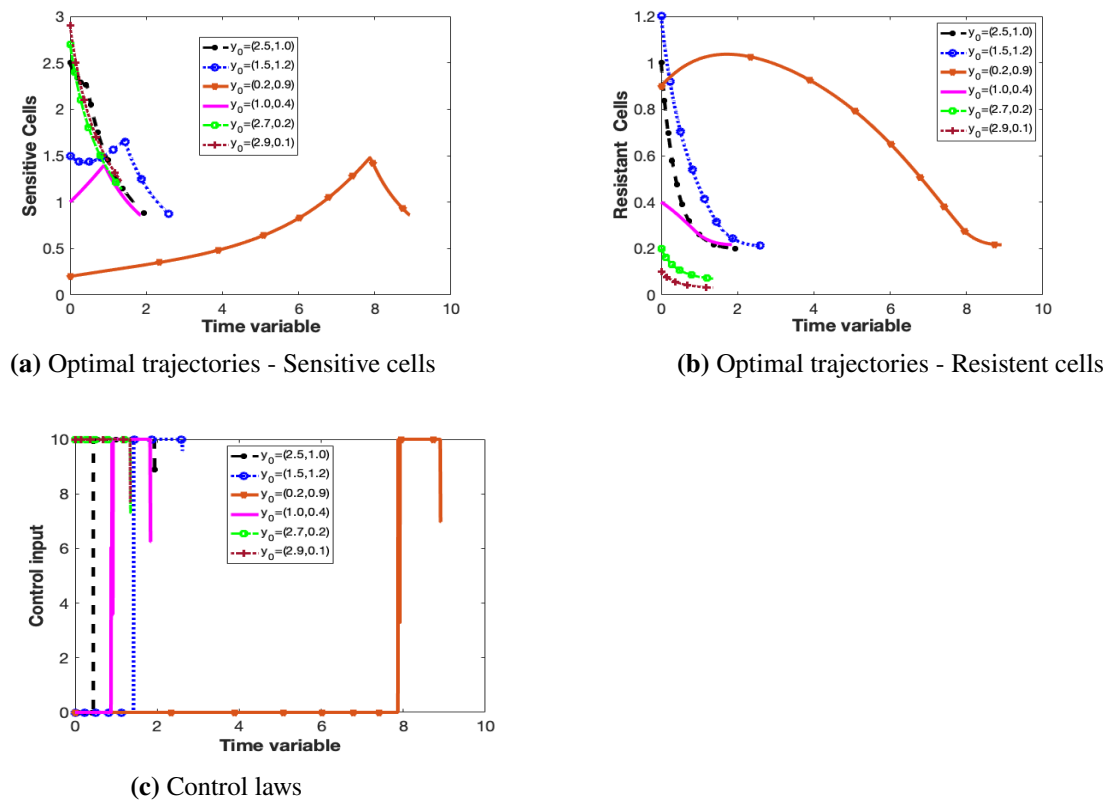 3
2.5
2
1.5
1
0.5
0
Sensitive Cells
0 2 4 6 8 10
Time variable
y0=(2.5,1.0)
y0=(1.5,1.2)
y0=(0.2,0.9)
y0=(1.0,0.4)
y0=(2.7,0.2)
y0=(2.9,0.1)
(a) Optimal trajectories - Sensitive cells
1.2
1
0.8
0.6
0.4
0.2
0
Resistant Cells
0 2 4 6 8 10
Time variable
y0=(2.5,1.0)
y0=(1.5,1.2)
y0=(0.2,0.9)
y0=(1.0,0.4)
y0=(2.7,0.2)
y0=(2.9,0.1)
(b) Optimal trajectories - Resistent cells
10
8
6
4
2
0
Control input
0 2 4 6 8 10
Time variable
y0=(2.5,1.0)
y0=(1.5,1.2)
y0=(0.2,0.9)
y0=(1.0,0.4)
y0=(2.7,0.2)
y0=(2.9,0.1)
(c) Control laws